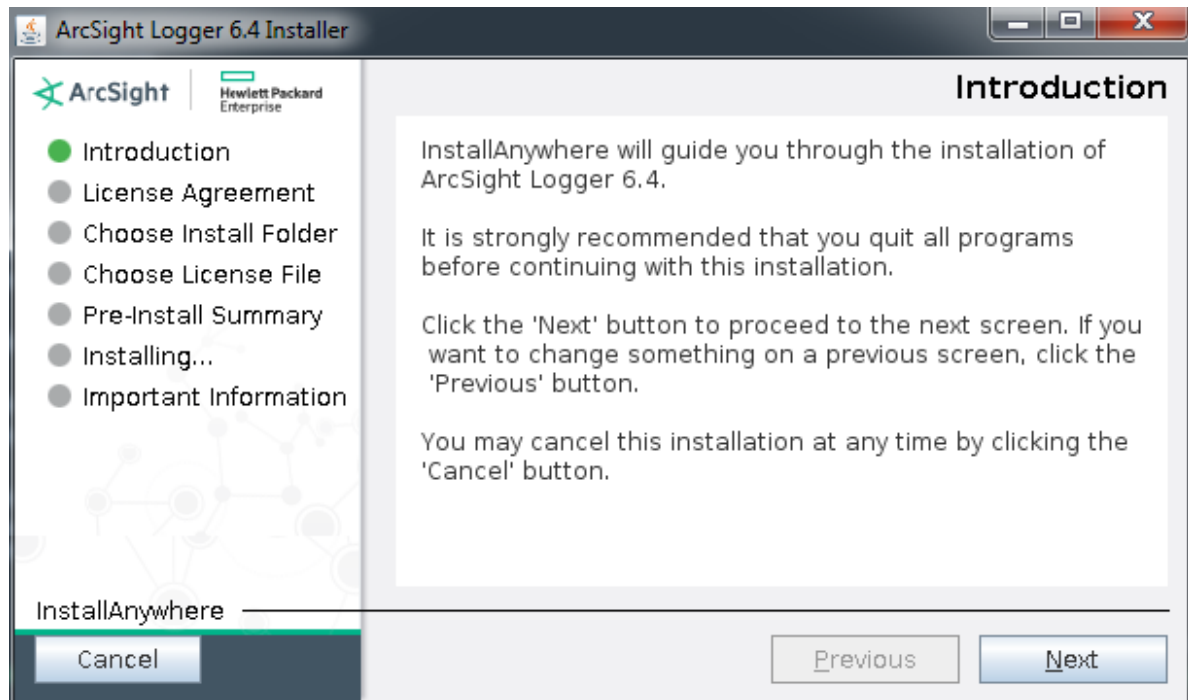 ArcSight Logger 6.4 Installer
ArcSight
Hewlett Packard
Enterprise
Introduction
License Agreement
Choose Install Folder
Choose License File
Pre-Install Summary
Installing...
Important Information
Introduction
InstallAnywhere will guide you through the installation of
ArcSight Logger 6.4.
It is strongly recommended that you quit all programs
before continuing with this installation.
Click the 'Next' button to proceed to the next screen. If you
want to change something on a previous screen, click the
'Previous' button.
You may cancel this installation at any time by clicking the
'Cancel' button.
InstallAnywhere
Cancel
Previous
Next